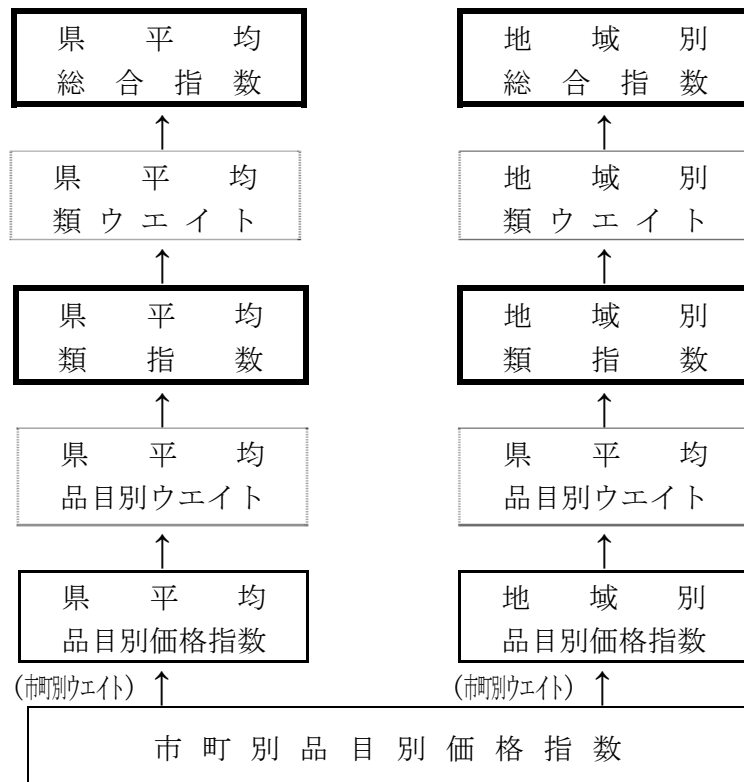 県平均
総合指数
↑
県平均
類ウエイト
↑
県平均
類指数
↑
県平均
品目別ウエイト
↑
県平均
品目別価格指数
(市町別ウエイト) ↑
地域別
総合指数
↑
地域別
類ウエイト
↑
地域別
類指数
↑
県平均
品目別ウエイト
↑
地域別
品目別価格指数
(市町別ウエイト) ↑
市町別品目別価格指数